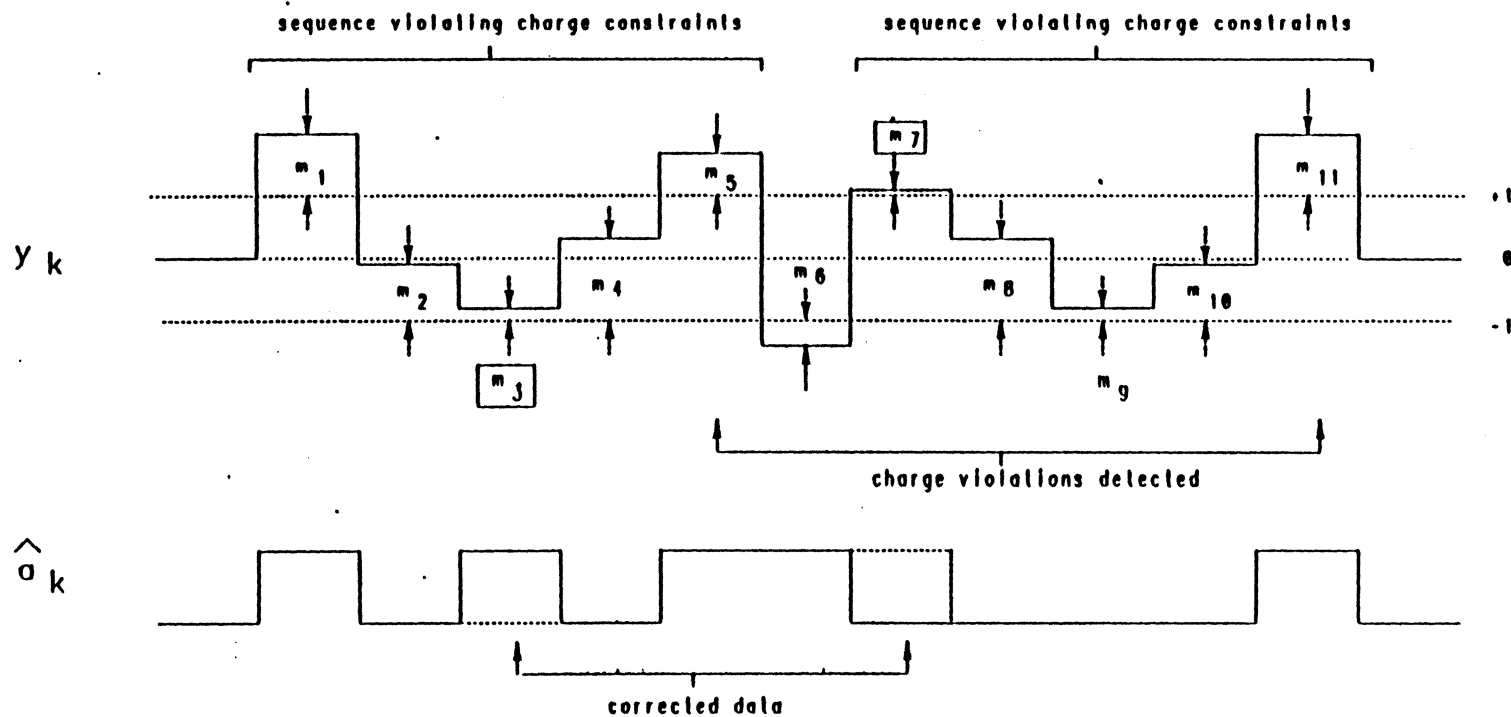 sequence violating charge constraints
sequence violating charge constraints
m 1
m 2
m 3
m 4
m 5
m 6
m 7
m 8
m 9
m 10
m 11
+1
0
-1
y k
charge violations detected
â k
corrected data